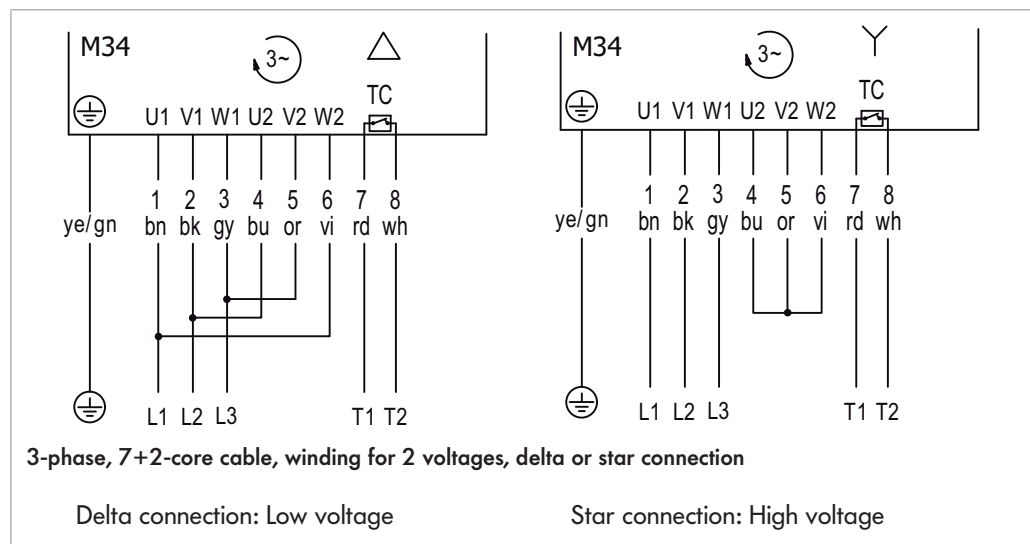 M34 3~ △
TC
U1 V1 W1 U2 V2 W2
1 2 3 4 5 6 7 8
ye/gn bn bk gy bu or vi rd wh
L1 L2 L3 T1 T2
M34 3~ Y
TC
U1 V1 W1 U2 V2 W2
1 2 3 4 5 6 7 8
ye/gn bn bk gy bu or vi rd wh
L1 L2 L3 T1 T2
3-phase, 7+2-core cable, winding for 2 voltages, delta or star connection
Delta connection: Low voltage
Star connection: High voltage